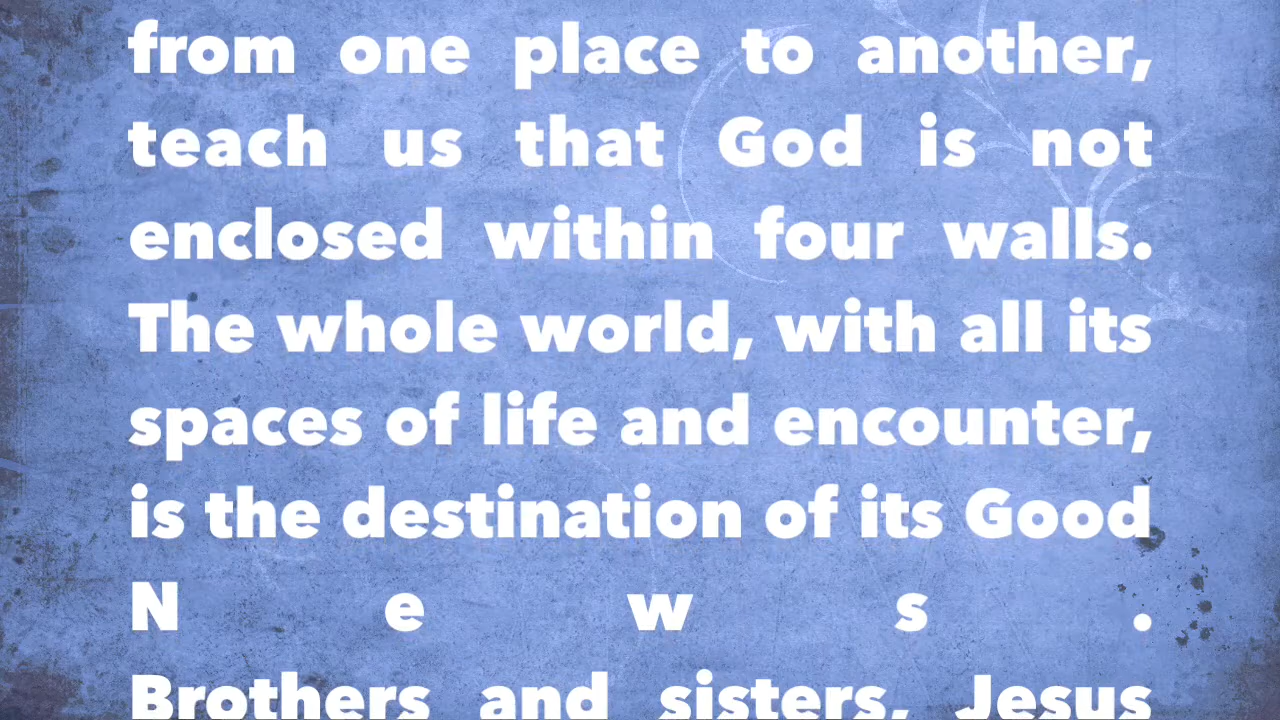 from one place to another,
teach us that God is not
enclosed within four walls.
The whole world, with all its
spaces of life and encounter,
is the destination of its Good
N e w s .
Brothers and sisters, Jesus